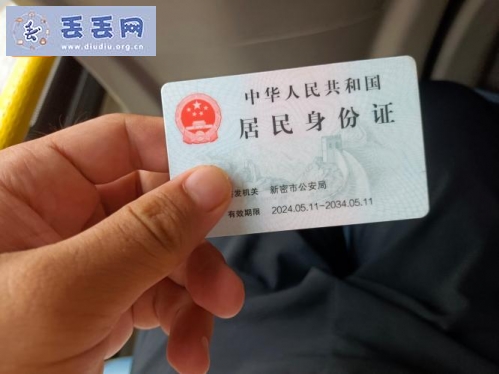 丢丢网
www.diudiu.org.cn
中华人民共和国
居民身份证
发机关 新密市公安局
有效期限 2024.05.11-2034.05.11